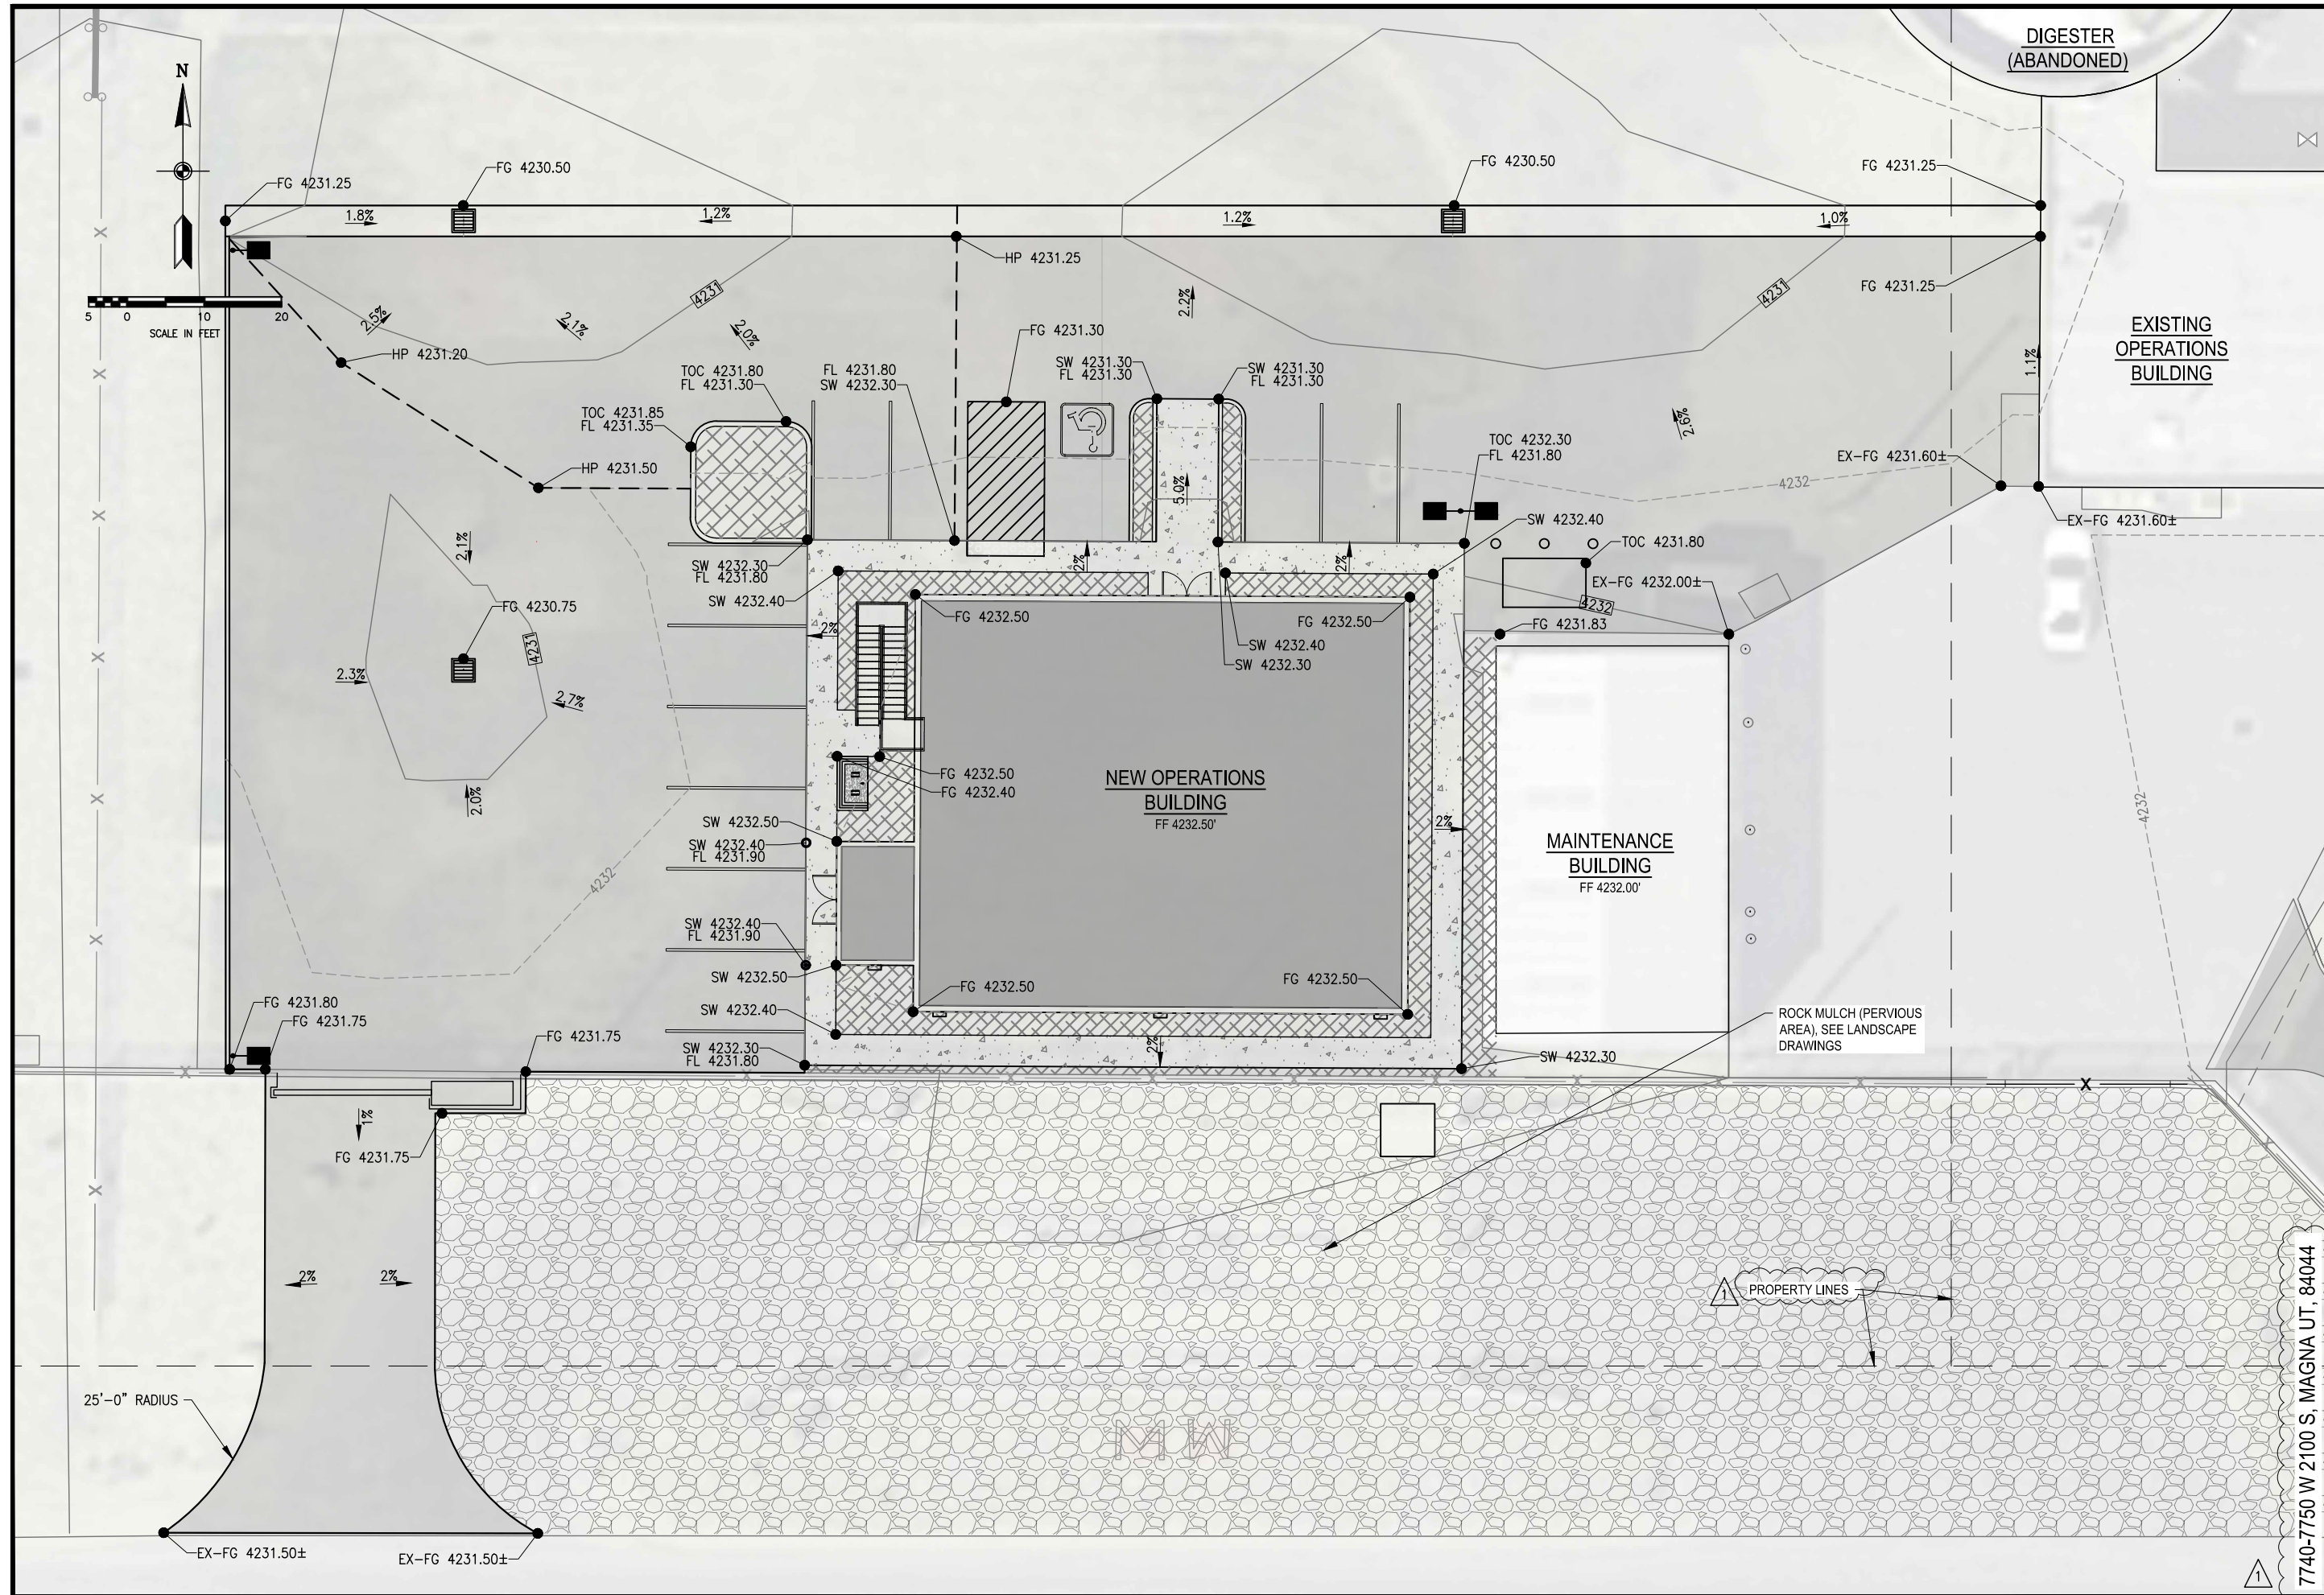 DIGESTER
(ABANDONED)
N
FG 4231.25
FG 4230.50
FG 4230.50
FG 4231.25
1.8%
1.2%
1.2%
1.0%
HP 4231.25
FG 4231.25
4231
4231
5 0 10 20
SCALE IN FEET
2.5%
2.1%
2.0%
2.2%
HP 4231.20
FG 4231.30
EXISTING
OPERATIONS
BUILDING
1.1%
TOC 4231.80
FL 4231.30
FL 4231.80
SW 4232.30
SW 4231.30
FL 4231.30
SW 4231.30
FL 4231.30
TOC 4231.85
FL 4231.35
2.6%
TOC 4232.30
FL 4231.80
EX-FG 4231.60±
HP 4231.50
5.0%
4232
SW 4232.40
EX-FG 4231.60±
2.1%
TOC 4231.80
SW 4232.30
FL 4231.80
2%
2%
EX-FG 4232.00±
SW 4232.40
4232
FG 4230.75
FG 4232.50
FG 4232.50
FG 4231.83
2%
4231
SW 4232.40
SW 4232.30
2.3%
2.7%
FG 4232.50
FG 4232.40
NEW OPERATIONS
BUILDING
FF 4232.50'
2.0%
4232
SW 4232.50
SW 4232.40
FL 4231.90
2%
MAINTENANCE
BUILDING
FF 4232.00'
4232
SW 4232.40
FL 4231.90
SW 4232.50
FG 4232.50
FG 4232.50
FG 4231.80
FG 4231.75
SW 4232.40
ROCK MULCH (PERVIOUS
AREA), SEE LANDSCAPE
DRAWINGS
FG 4231.75
SW 4232.30
FL 4231.80
2%
SW 4232.30
X
1%
FG 4231.75
2%
2%
1
PROPERTY LINES
25'-0" RADIUS
M W
EX-FG 4231.50±
EX-FG 4231.50±
7740-7750 W 2100 S, MAGNA UT, 84044
1